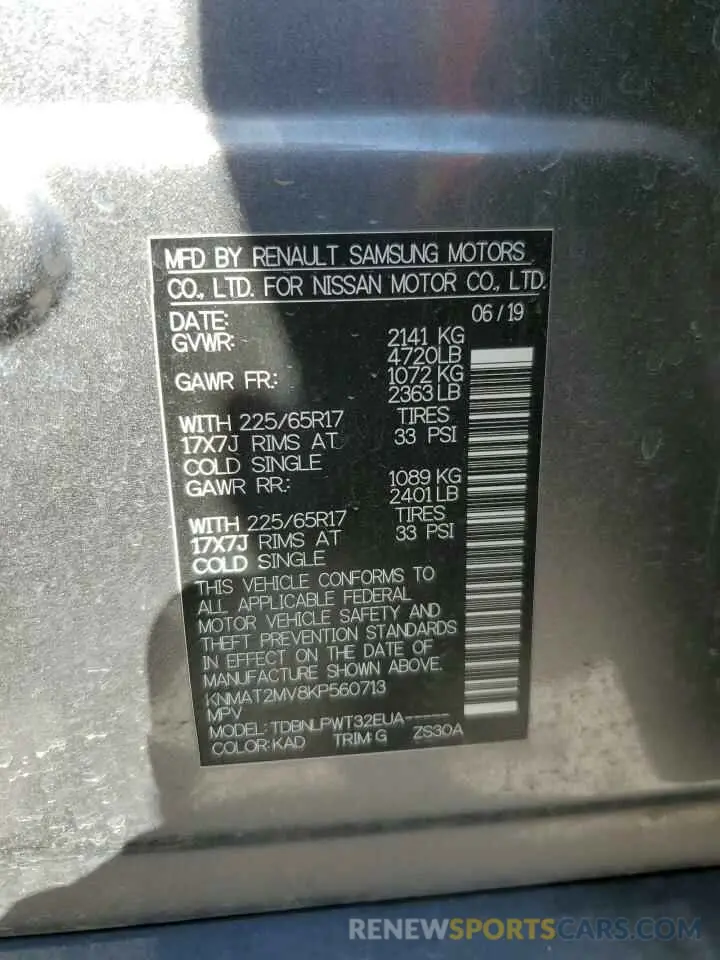 MFD BY RENAULT SAMSUNG MOTORS
CO., LTD. FOR NISSAN MOTOR CO., LTD.
DATE: 06/19
GVWR: 2141 KG
4720LB
GAWR FR: 1072 KG
2363LB
WITH 225/65R17 TIRES
17X7J RIMS AT 33 PSI
COLD SINGLE
GAWR RR: 1089 KG
2401LB
WITH 225/65R17 TIRES
17X7J RIMS AT 33 PSI
COLD SINGLE
THIS VEHICLE CONFORMS TO
ALL APPLICABLE FEDERAL
MOTOR VEHICLE SAFETY AND
THEFT PREVENTION STANDARDS
IN EFFECT ON THE DATE OF
MANUFACTURE SHOWN ABOVE.
KNMAT2MV8KP560713
MPV
MODEL: TDBNLPWT32EUA-----
COLOR: KAD TRIM: G ZS30A
RENEWSPORTSCARS.COM